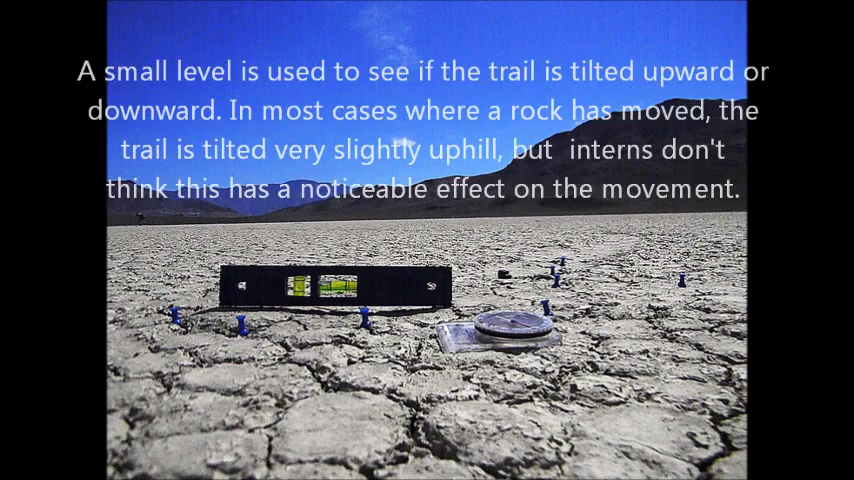 A small level is used to see if the trail is tilted upward or
downward. In most cases where a rock has moved, the
trail is tilted very slightly uphill, but  interns don't
think this has a noticeable effect on the movement.